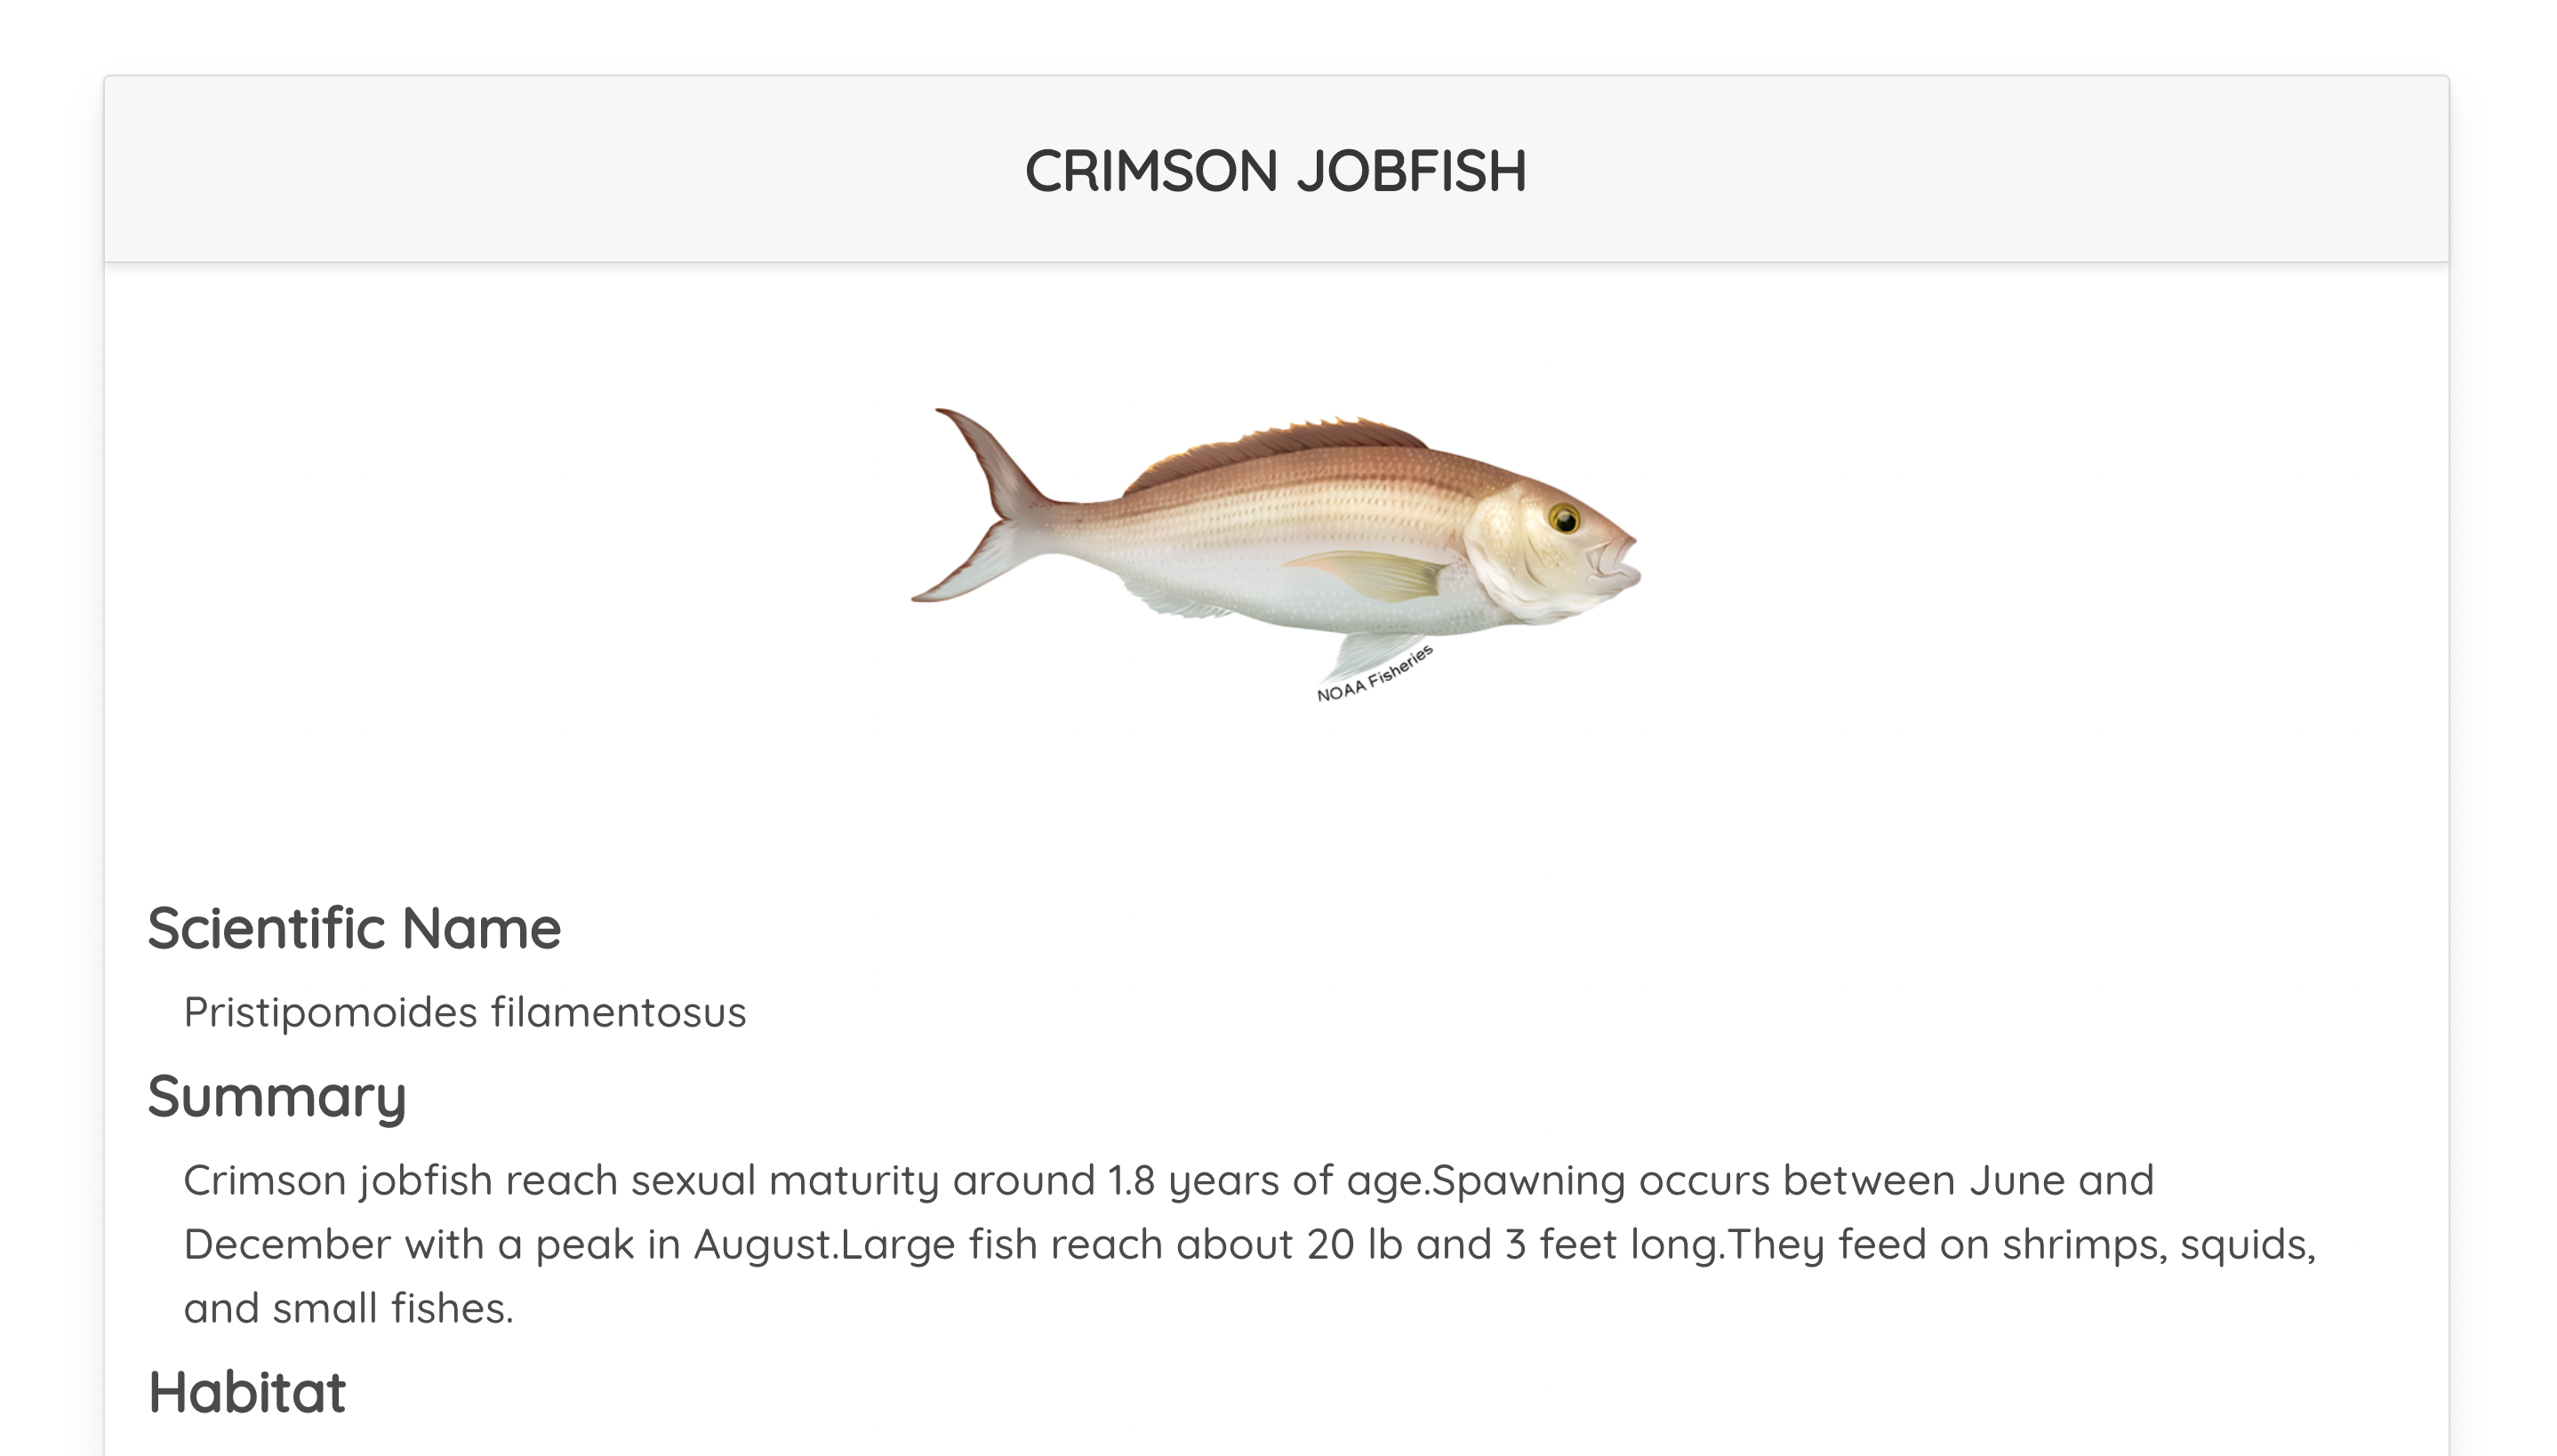 CRIMSON JOBFISH
NOAA Fisheries
Scientific Name
Pristipomoides filamentosus
Summary
Crimson jobfish reach sexual maturity around 1.8 years of age.Spawning occurs between June and
December with a peak in August.Large fish reach about 20 lb and 3 feet long.They feed on shrimps, squids,
and small fishes.
Habitat